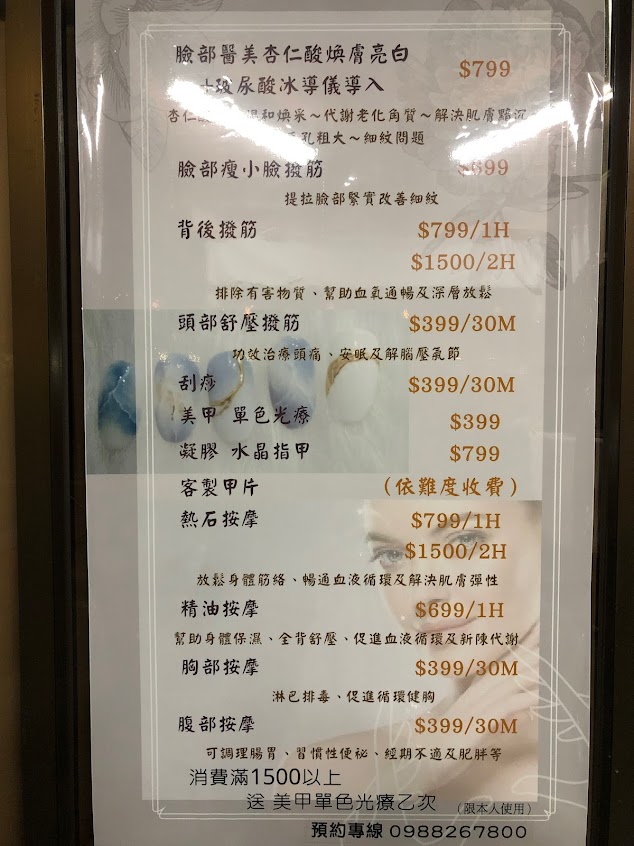 臉部醫美杏仁酸煥膚亮白
+玻尿酸冰導儀導入 $799
杏仁 和煥采～代謝老化角質～解決肌膚黯沉
孔粗大～細紋問題
臉部瘦小臉撥筋 $699
提拉臉部緊實改善細紋
背後撥筋 $799/1H
$1500/2H
排除有害物質、幫助血氧通暢及深層放鬆
頭部舒壓撥筋 $399/30M
功效治療頭痛、安眠及解腦壓氣節
刮痧 $399/30M
美甲 單色光療 $399
凝膠 水晶指甲 $799
客製甲片 (依難度收費)
熱石按摩 $799/1H
$1500/2H
放鬆身體筋絡、暢通血液循環及解決肌膚彈性
精油按摩 $699/1H
幫助身體保濕、全背舒壓、促進血液循環及新陳代謝
胸部按摩 $399/30M
淋巴排毒、促進循環健胸
腹部按摩 $399/30M
可調理腸胃、習慣性便祕、經期不適及肥胖等
消費滿1500以上
送 美甲單色光療乙次 (限本人使用)
預約專線 0988267800